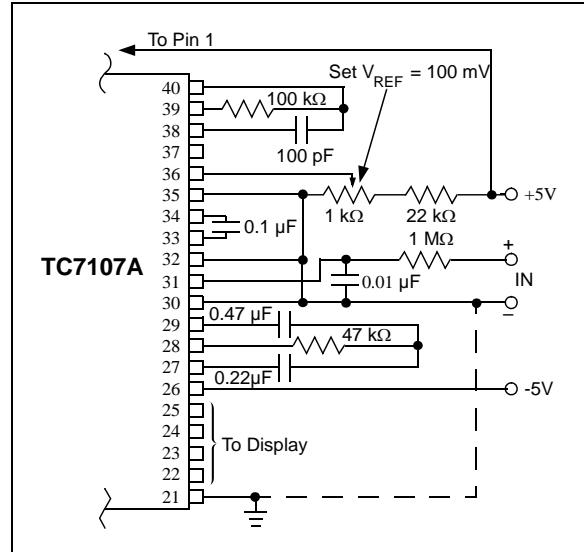 To Pin 1
Set VREF = 100 mV
40
39
100 kΩ
38
100 pF
37
36
35
1 kΩ
22 kΩ
+5V
34
0.1 µF
33
1 MΩ
TC7107A
32
+
31
0.01 µF
IN
30
–
29
0.47 µF
28
47 kΩ
27
0.22µF
26
-5V
25
24
To Display
23
22
21